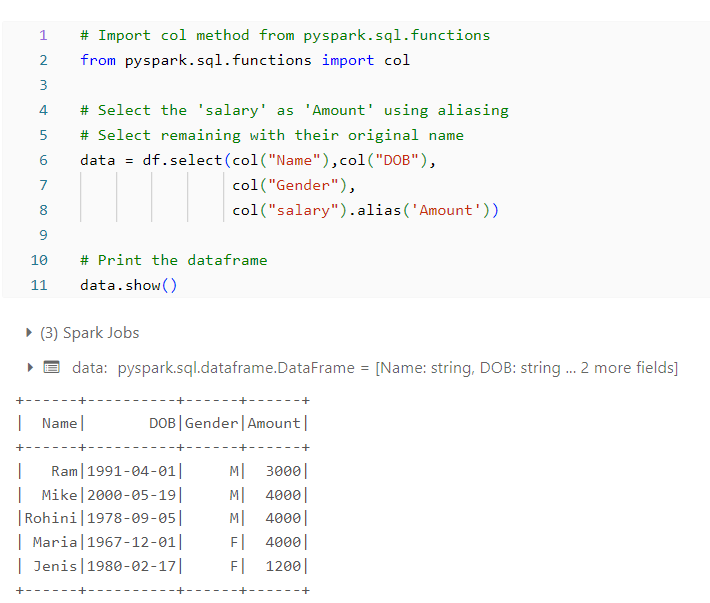 1 # Import col method from pyspark.sql.functions
2 from pyspark.sql.functions import col
3
4 # Select the 'salary' as 'Amount' using aliasing
5 # Select remaining with their original name
6 data = df.select(col("Name"),col("DOB"),
7                  col("Gender"),
8                  col("salary").alias('Amount'))
9
10 # Print the dataframe
11 data.show()
(3) Spark Jobs
data: pyspark.sql.dataframe.DataFrame = [Name: string, DOB: string ... 2 more fields]
+------+----------+------+------+
|  Name|       DOB|Gender|Amount|
+------+----------+------+------+
|   Ram|1991-04-01|     M|  3000|
|  Mike|2000-05-19|     M|  4000|
|Rohini|1978-09-05|     M|  4000|
| Maria|1967-12-01|     F|  4000|
| Jenis|1980-02-17|     F|  1200|
+------+----------+------+------+